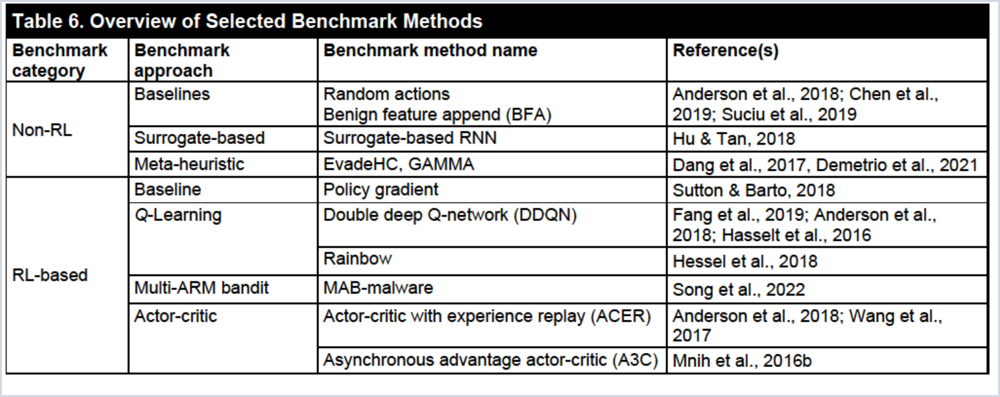 Table 6. Overview of Selected Benchmark Methods
Benchmark category
Benchmark approach
Benchmark method name
Reference(s)
Non-RL
Baselines
Random actions
Benign feature append (BFA)
Anderson et al., 2018; Chen et al.,
2019; Suciu et al., 2019
Surrogate-based
Surrogate-based RNN
Hu & Tan, 2018
Meta-heuristic
EvadeHC, GAMMA
Dang et al., 2017, Demetrio et al., 2021
RL-based
Baseline
Policy gradient
Sutton & Barto, 2018
Q-Learning
Double deep Q-network (DDQN)
Fang et al., 2019; Anderson et al.,
2018; Hasselt et al., 2016
Rainbow
Hessel et al., 2018
Multi-ARM bandit
MAB-malware
Song et al., 2022
Actor-critic
Actor-critic with experience replay (ACER)
Anderson et al., 2018; Wang et al.,
2017
Asynchronous advantage actor-critic (A3C)
Mnih et al., 2016b